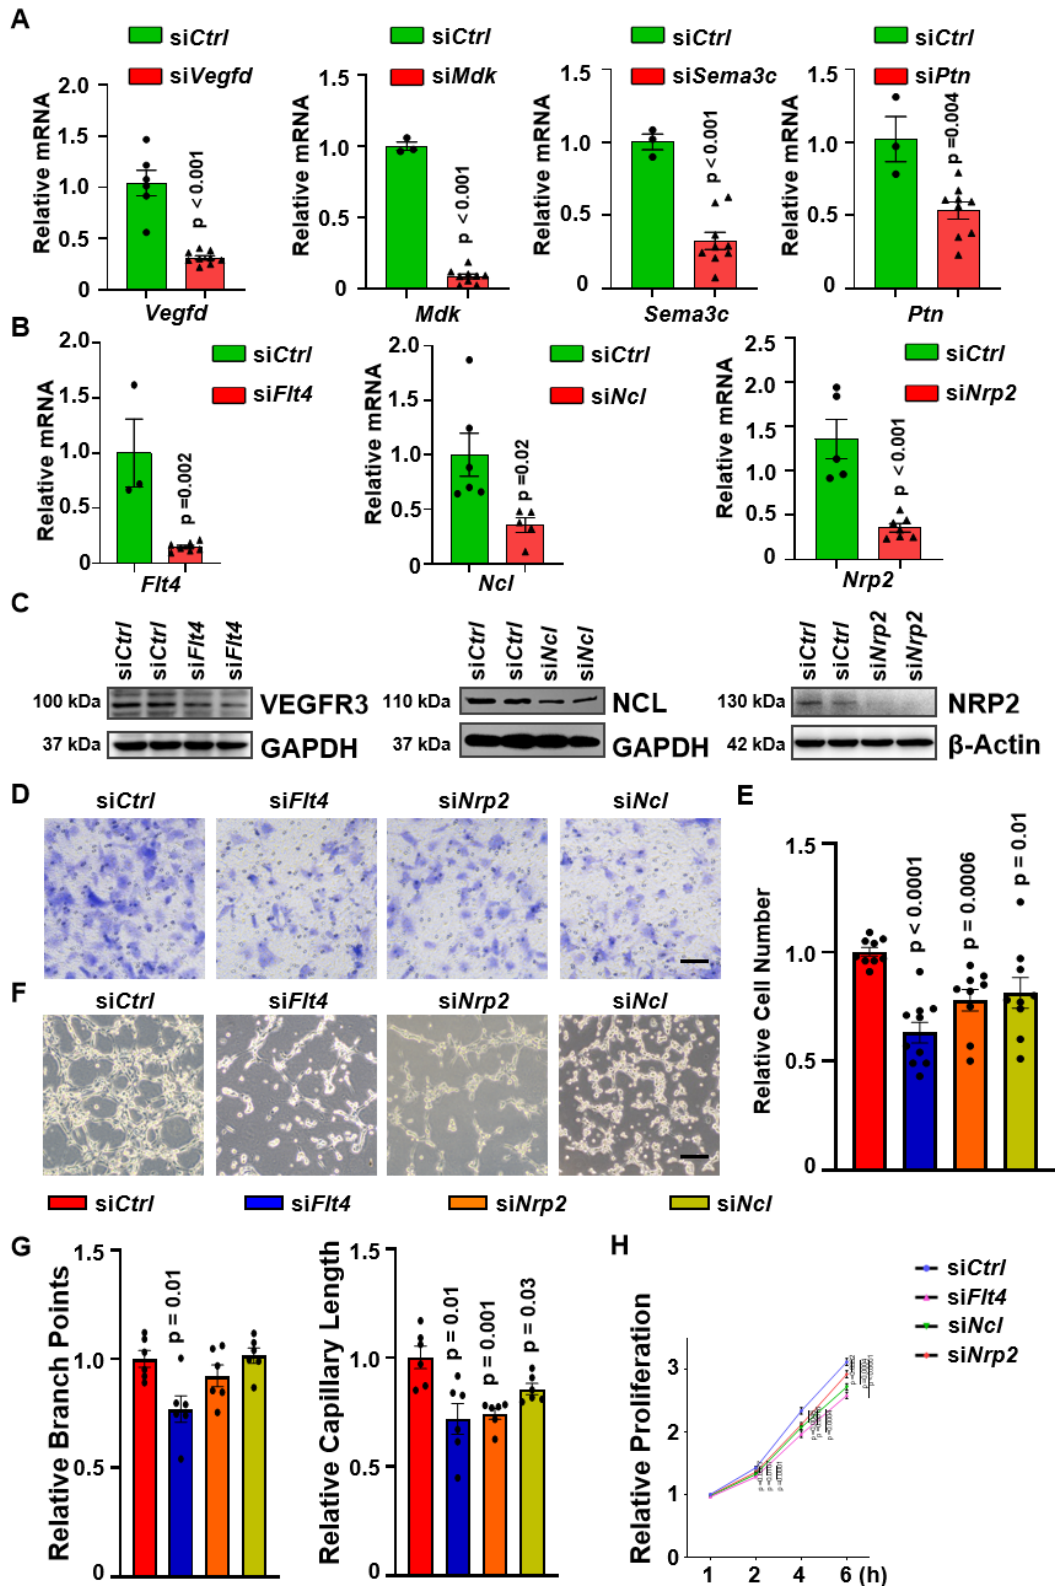 A
siCtrl
siVegfd
Relative mRNA
2.0
1.5
1.0
0.5
0
p < 0.001
Vegfd
siCtrl
siMdk
Relative mRNA
1.5
1.0
0.5
0
p < 0.001
Mdk
siCtrl
siSema3c
Relative mRNA
1.5
1.0
0.5
0
p < 0.001
Sema3c
siCtrl
siPtn
Relative mRNA
1.5
1.0
0.5
0
p =0.004
Ptn
B
siCtrl
siFlt4
Relative mRNA
2.0
1.5
1.0
0.5
0
p =0.002
Flt4
siCtrl
siNcl
Relative mRNA
2.0
1.5
1.0
0.5
0
p =0.02
Ncl
siCtrl
siNrp2
Relative mRNA
2.5
2.0
1.5
1.0
0.5
0
p < 0.001
Nrp2
C
siCtrl siCtrl siFlt4 siFlt4
100 kDa VEGFR3
37 kDa GAPDH
siCtrl siCtrl siNcl siNcl
110 kDa NCL
37 kDa GAPDH
siCtrl siCtrl siNrp2 siNrp2
130 kDa NRP2
42 kDa β-Actin
D
siCtrl siFlt4 siNrp2 siNcl
E
Relative Cell Number
1.5
1.0
0.5
0
p < 0.0001
p = 0.0006
p = 0.01
F
siCtrl siFlt4 siNrp2 siNcl
siCtrl siFlt4 siNrp2 siNcl
G
Relative Branch Points
1.5
1.0
0.5
0
p = 0.01
Relative Capillary Length
1.5
1.0
0.5
0
p = 0.01
p = 0.001
p = 0.03
H
siCtrl
siFlt4
siNcl
siNrp2
Relative Proliferation
3
2
1
0
1 2 4 6 (h)